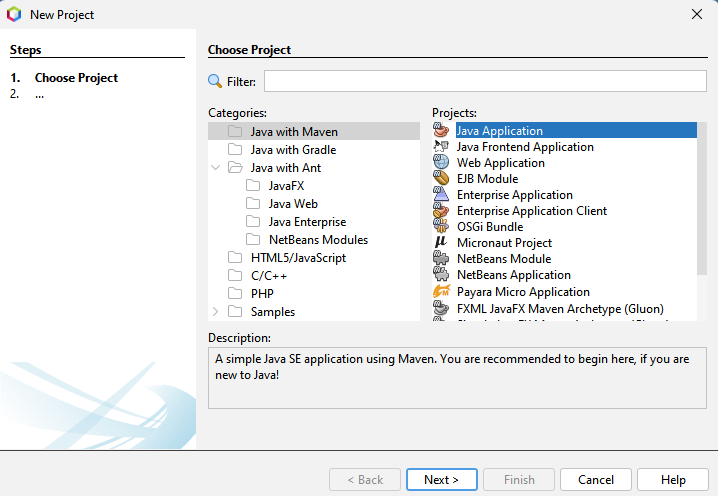 New Project
Steps
1. Choose Project
2. ...
Choose Project
Filter:
Categories:
Java with Maven
Java with Gradle
Java with Ant
JavaFX
Java Web
Java Enterprise
NetBeans Modules
HTML5/JavaScript
C/C++
PHP
Samples
Projects:
Java Application
Java Frontend Application
Web Application
EJB Module
Enterprise Application
Enterprise Application Client
OSGi Bundle
Micronaut Project
NetBeans Module
NetBeans Application
Payara Micro Application
FXML JavaFX Maven Archetype (Gluon)
Description:
A simple Java SE application using Maven. You are recommended to begin here, if you are
new to Java!
< Back
Next >
Finish
Cancel
Help